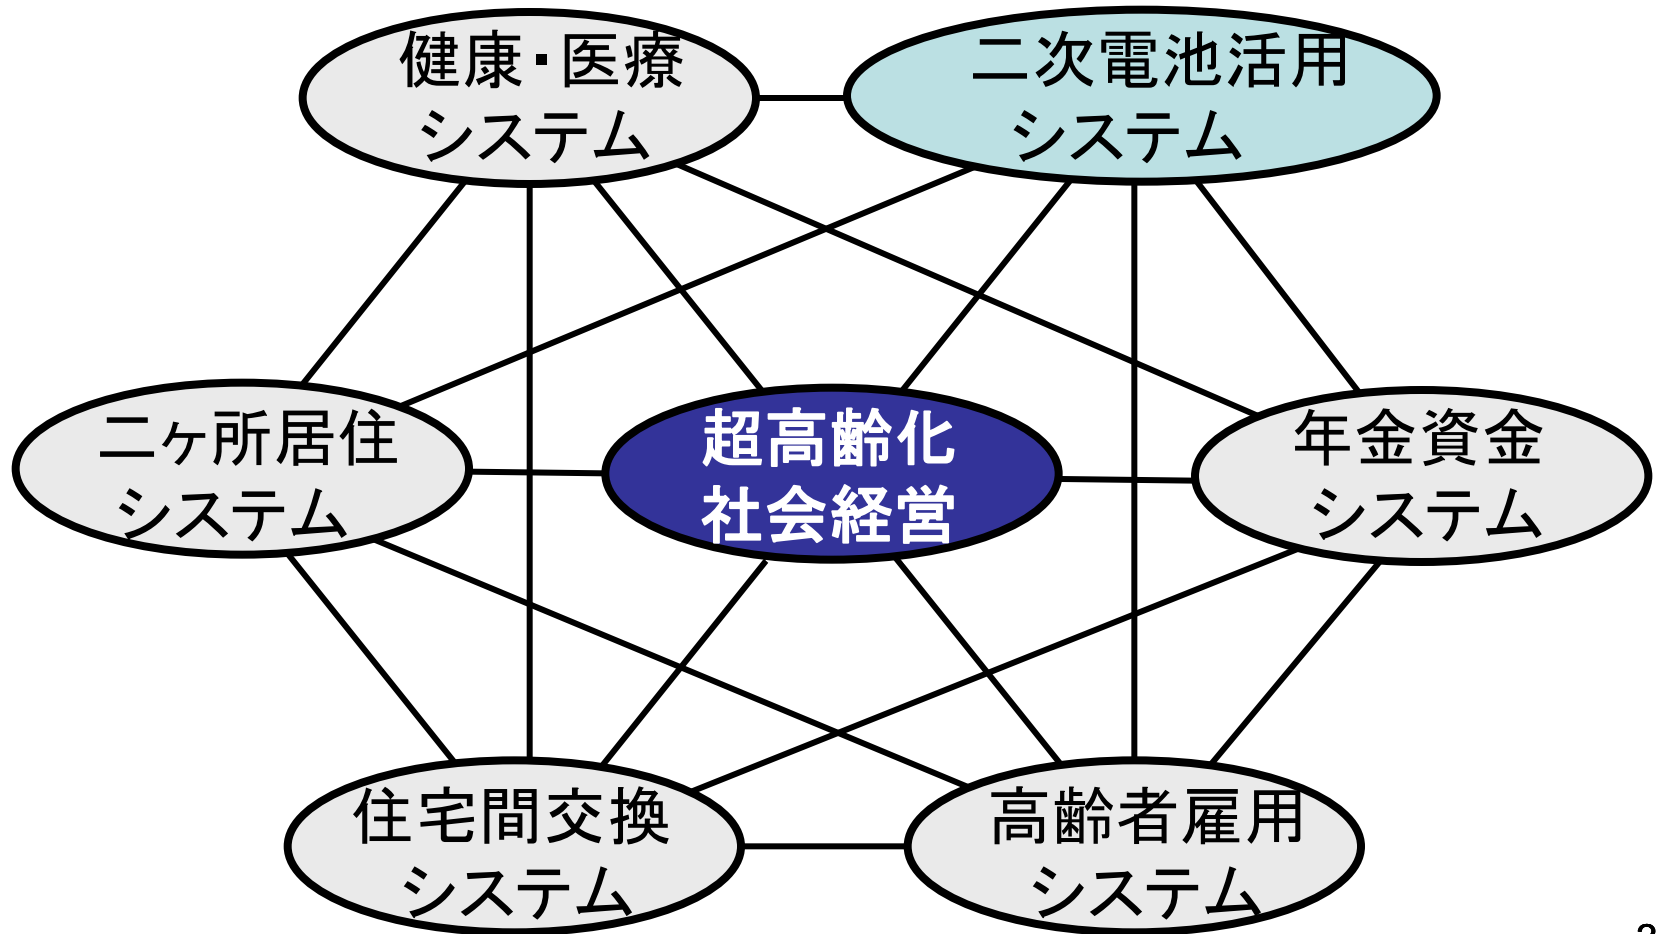 健康・医療
システム
二次電池活用
システム
二ヶ所居住
システム
超高齢化
社会経営
年金資金
システム
住宅間交換
システム
高齢者雇用
システム